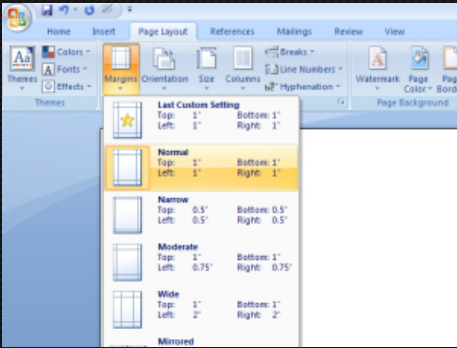 Home Insert Page Layout References Mailings Review View
Themes
Colors
Fonts
Effects
Themes
Margins Orientation Size Columns
Breaks
Line Numbers
Hyphenation
Watermark Page Color
Page Background
Last Custom Setting
Top: 1" Bottom: 1"
Left: 1" Right: 1"
Normal
Top: 1" Bottom: 1"
Left: 1" Right: 1"
Narrow
Top: 0.5" Bottom: 0.5"
Left: 0.5" Right: 0.5"
Moderate
Top: 1" Bottom: 1"
Left: 0.75" Right: 0.75"
Wide
Top: 1" Bottom: 1"
Left: 2" Right: 2"
Mirrored